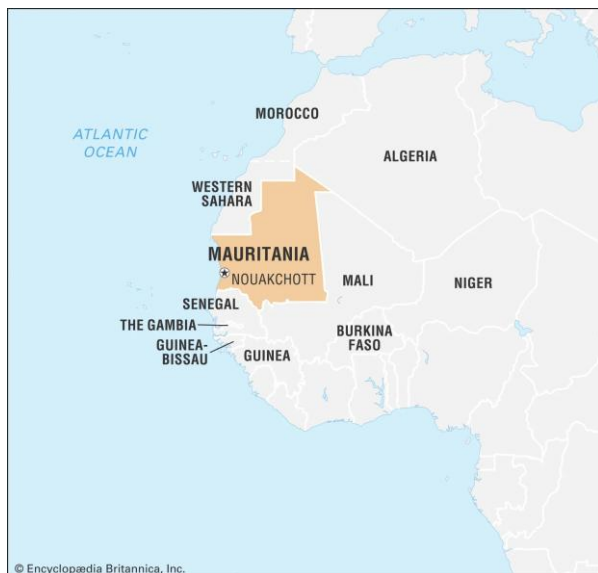 MOROCCO
ATLANTIC
OCEAN
ALGERIA
WESTERN
SAHARA
MAURITANIA
NOUAKCHOTT
MALI
NIGER
SENEGAL
THE GAMBIA
BURKINA
FASO
GUINEA-
BISSAU
GUINEA
© Encyclopædia Britannica, Inc.